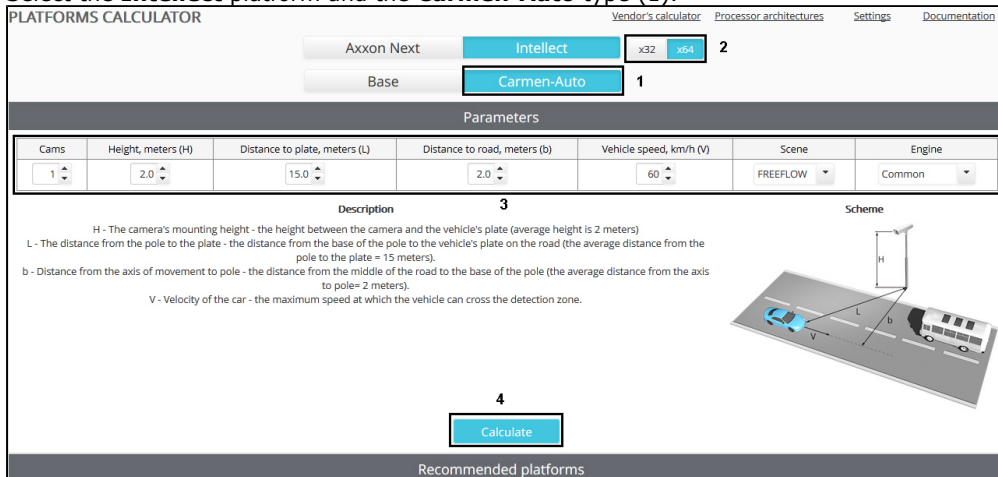 Select the Intellect platform and the Carmen-Auto type (1).
PLATFORMS CALCULATOR
Vendor's calculator Processor architectures Settings Documentation
Axxon Next Intellect x32 x64 2
Base Carmen-Auto 1
Parameters
Cams Height, meters (H) Distance to plate, meters (L) Distance to road, meters (b) Vehicle speed, km/h (V) Scene Engine
1 2.0 15.0 2.0 60 FREEFLOW Common
Description 3 Scheme
H - The camera's mounting height - the height between the camera and the vehicle's plate (average height is 2 meters)
L - The distance from the pole to the plate - the distance from the base of the pole to the vehicle's plate on the road (the average distance from the
pole to the plate = 15
meters).
b - Distance from the axis of movement to pole - the distance from the middle of the road to the base of the pole (the average distance from the axis
to pole= 2 meters).
V - Velocity of the car - the maximum speed at which the vehicle can cross the detection zone.
H
L
b
V
4
Calculate
Recommended platforms